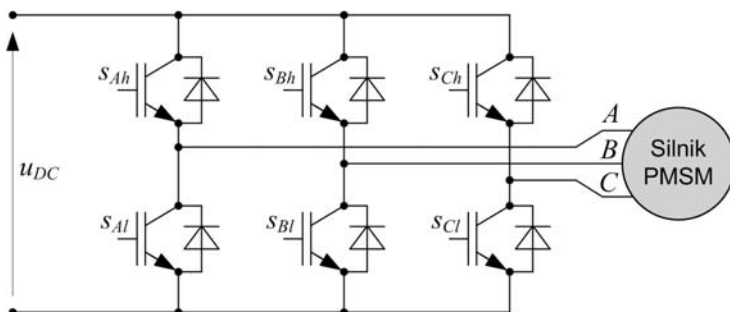 s_Ah
s_Bh
s_Ch
A
B
C
Silnik
PMSM
u_DC
s_Al
s_Bl
s_Cl